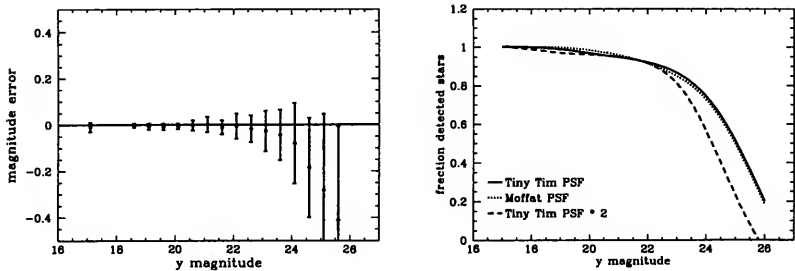 0.4
0.2
0
-0.2
-0.4
magnitude error
16 18 20 22 24 26
y magnitude
1.2
1
0.8
0.6
0.4
0.2
0
frection detected stars
Tiny Tim PSF
Moffat PSF
Tiny Tim PSF * 2
16 18 20 22 24 26
y magnitude